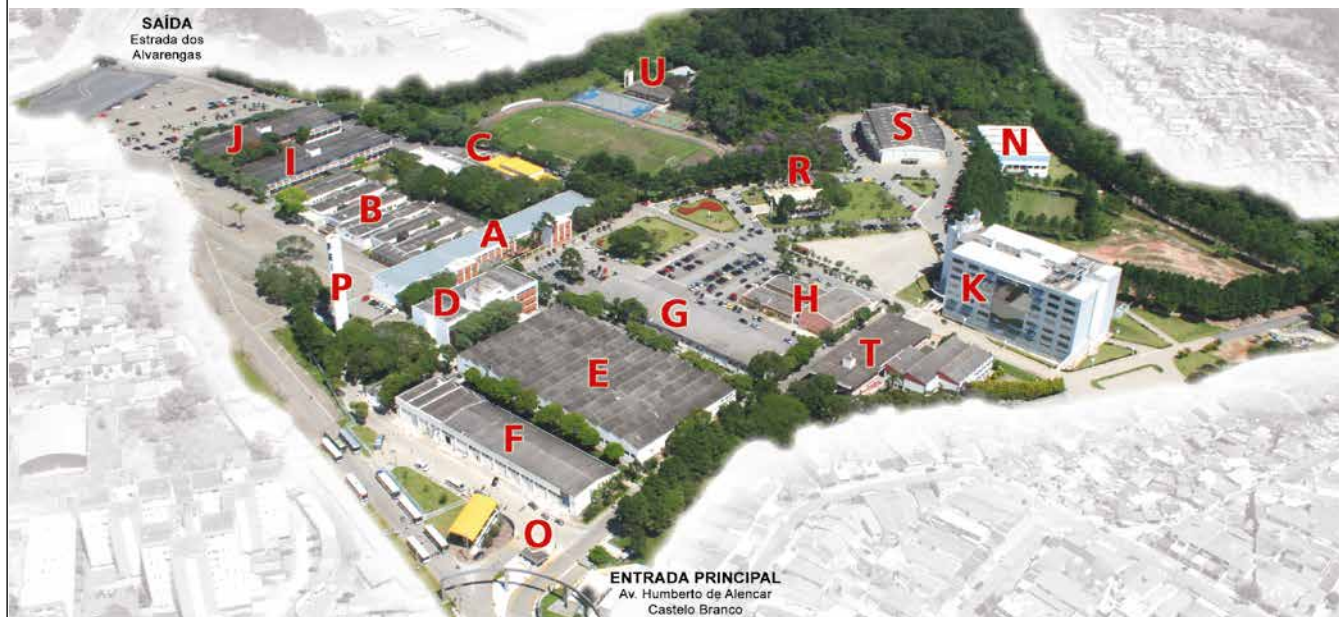 SAÍDA
Estrada dos
Alvarengas
U
J
I
C
S
N
R
B
A
P
D
K
H
G
T
E
F
O
ENTRADA PRINCIPAL
Av. Humberto de Alencar
Castelo Branco